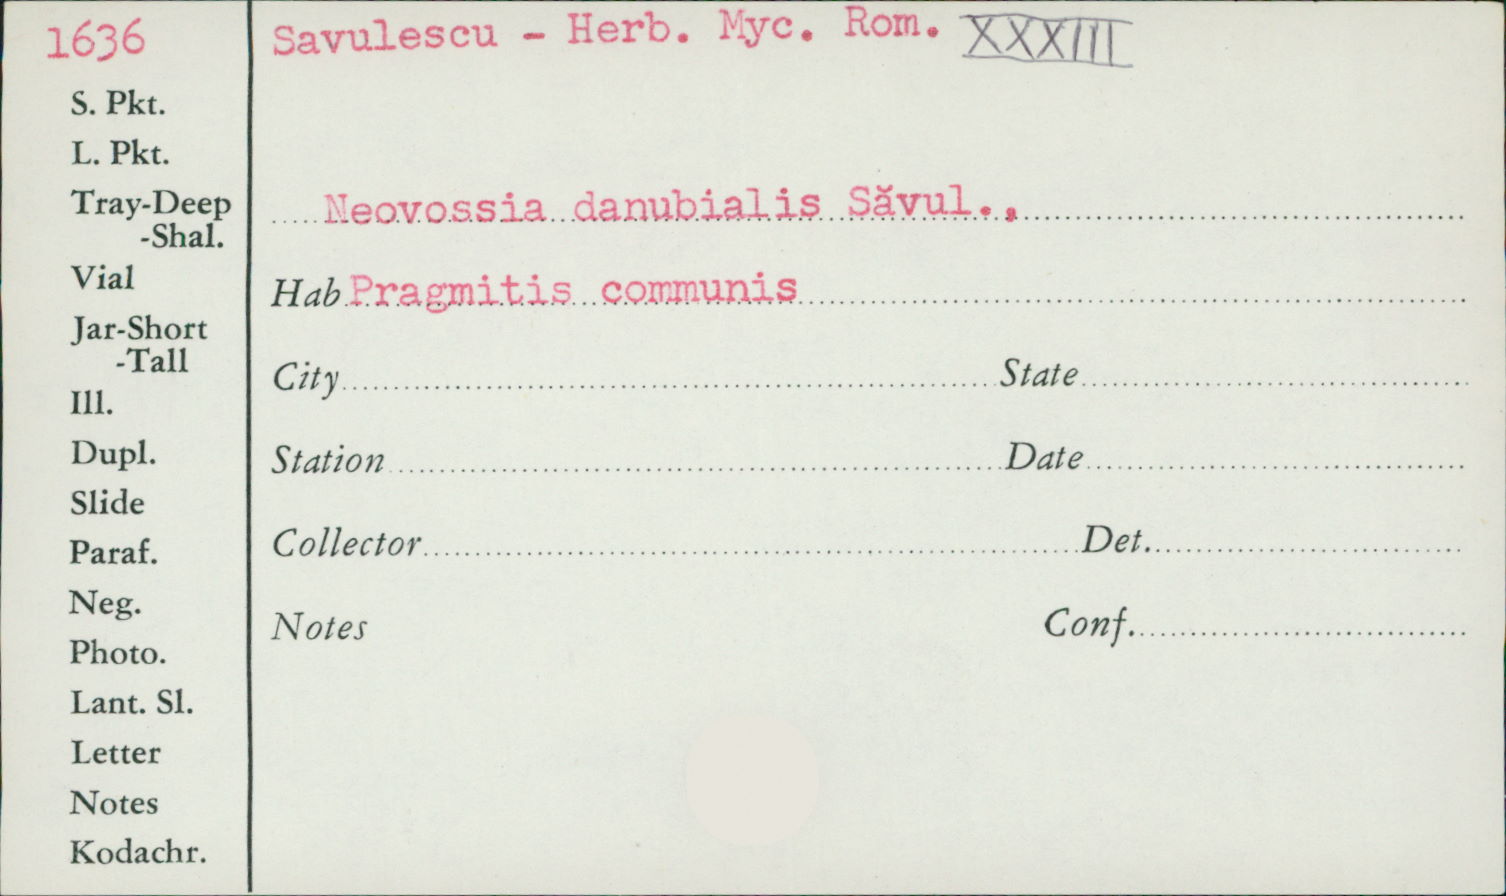 1636
Savulescu - Herb. Myc. Rom. XXXIII
S. Pkt.
L. Pkt.
Tray-Deep
-Shal.
Vial
Jar-Short
-Tall
Ill.
Dupl.
Slide
Paraf.
Neg.
Photo.
Lant. Sl.
Letter
Notes
Kodachr.
Neovossia danubialis Săvul.,
Hab Pragmitis communis
City State
Station Date
Collector Det.
Notes Conf.